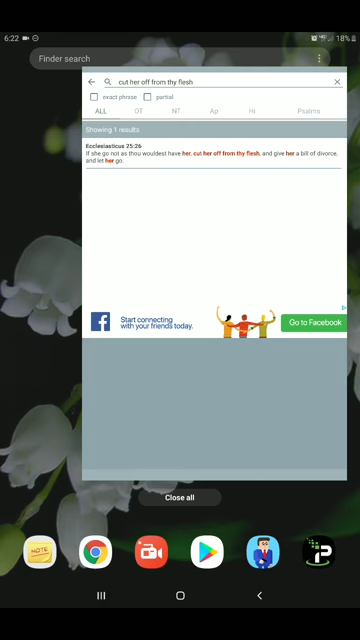 6:22
18%
Finder search
cut her off from thy flesh
exact phrase partial
ALL OT NT Ap Hi Psalms
Showing 1 results
Ecclesiasticus 25:26
If she go not as thou wouldest have her, cut her off from thy flesh, and give her a bill of divorce,
and let her go.
Start connecting
with your friends today.
Go to Facebook
Close all
NOTE